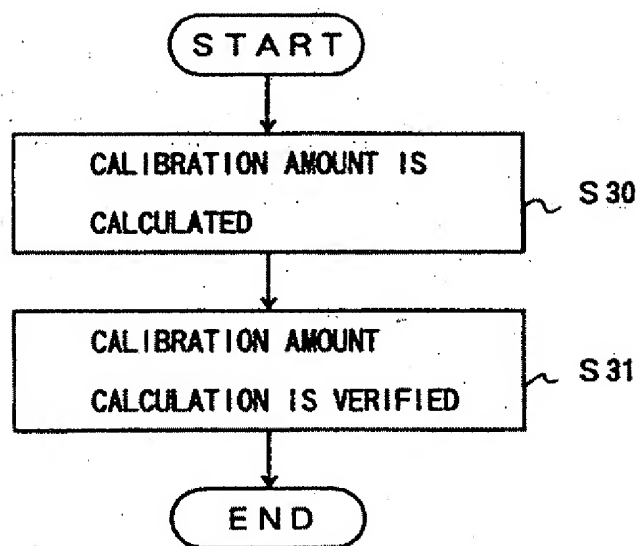 START
CALIBRATION AMOUNT IS
CALCULATED
S30
CALIBRATION AMOUNT
CALCULATION IS VERIFIED
S31
END